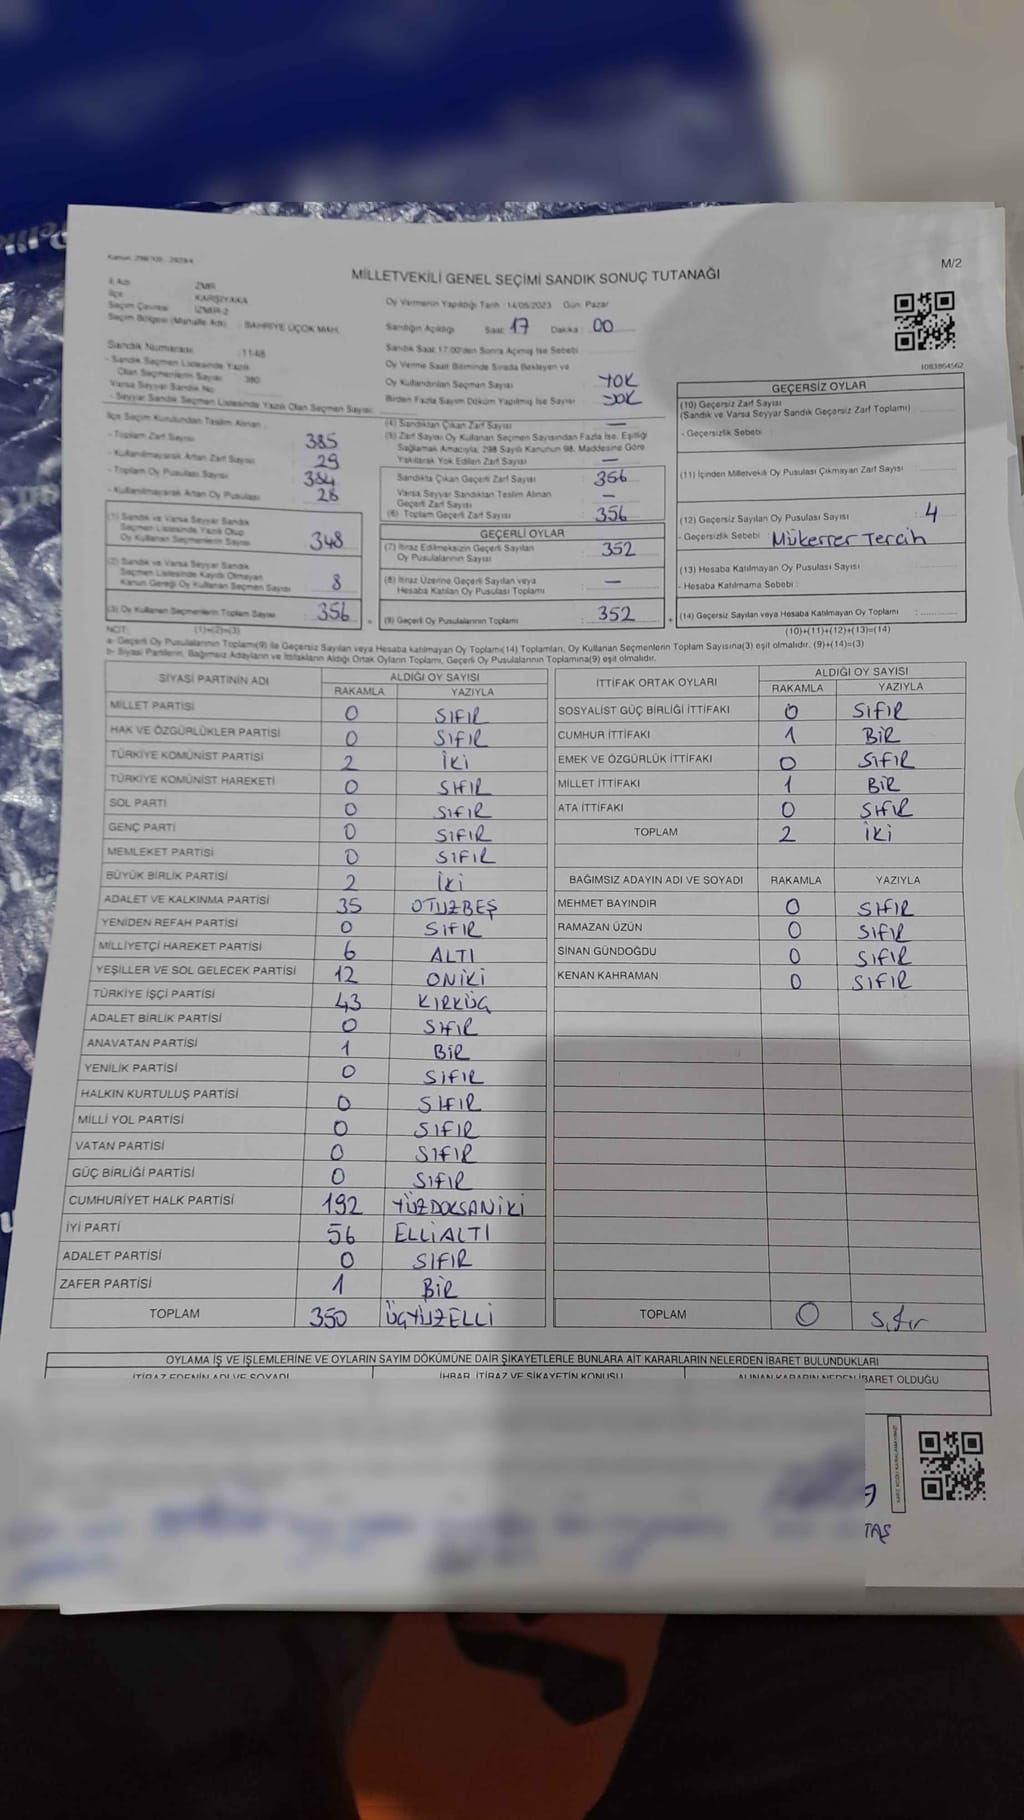 Kanun: 298
MİLLETVEKİLİ GENEL SEÇİMİ SANDIK SONUÇ TUTANAĞI
M/2
İl Adı : İZMİR
İlçe : KARŞIYAKA
Seçim Çevresi : İZMİR-2
Seçim Bölgesi (Mahalle Adı) : BAHRİYE ÜÇOK MAH.
Sandık Numarası : 1148
- Sandık Seçmen Listesinde Yazılı
Olan Seçmenlerin Sayısı : 380
Varsa Seyyar Sandık No
- Seyyar Sandık Seçmen Listesinde Yazılı Olan Seçmen Sayısı:
İlçe Seçim Kurulundan Teslim Alınan :
- Toplam Zarf Sayısı 385
- Kullanılmayarak Artan Zarf Sayısı 29
- Toplam Oy Pusulası Sayısı 384
- Kullanılmayarak Artan Oy Pusulası 28
(1) Sandık ve Varsa Seyyar Sandık
Seçmen Listesinde Yazılı Olup
Oy Kullanan Seçmenlerin Sayısı 348
(2) Sandık ve Varsa Seyyar Sandık
Seçmen Listesinde Kayıtlı Olmayan
Kanun Gereği Oy Kullanan Seçmen Sayısı 8
(3) Oy Kullanan Seçmenlerin Toplam Sayısı 356
(1)+(2)=(3)
Oy Vermenin Yapıldığı Tarih : 14/05/2023 Gün: Pazar
Sandığın Açıldığı Saat: 17 Dakika : 00
Sandık Saat 17:00'den Sonra Açılmış İse Sebebi :
Oy Verme Saati Bitiminde Sırada Bekleyen ve
Oy Kullandırılan Seçmen Sayısı YOK
Birden Fazla Sayım Döküm Yapılmış İse Sayısı YOK
(4) Sandıktan Çıkan Zarf Sayısı —
(5) Zarf Sayısı Oy Kullanan Seçmen Sayısından Fazla İse, Eşitliği
Sağlamak Amacıyla; 298 Sayılı Kanunun 98. Maddesine Göre
Yakılarak Yok Edilen Zarf Sayısı —
Sandıkta Çıkan Geçerli Zarf Sayısı 356
Varsa Seyyar Sandıktan Teslim Alınan
Geçerli Zarf Sayısı —
(6) Toplam Geçerli Zarf Sayısı 356
GEÇERLİ OYLAR
(7) İtiraz Edilmeksizin Geçerli Sayılan
Oy Pusulalarının Sayısı 352
(8) İtiraz Üzerine Geçerli Sayılan veya
Hesaba Katılan Oy Pusulası Toplamı —
(9) Geçerli Oy Pusulalarının Toplamı 352
1083864562
GEÇERSİZ OYLAR
(10) Geçersiz Zarf Sayısı
(Sandık ve Varsa Seyyar Sandık Geçersiz Zarf Toplamı)
- Geçersizlik Sebebi :
(11) İçinden Milletvekili Oy Pusulası Çıkmayan Zarf Sayısı :
(12) Geçersiz Sayılan Oy Pusulası Sayısı : 4
- Geçersizlik Sebebi : Mükerrer Tercih
(13) Hesaba Katılmayan Oy Pusulası Sayısı :
- Hesaba Katılmama Sebebi :
(14) Geçersiz Sayılan veya Hesaba Katılmayan Oy Toplamı :
(10)+(11)+(12)+(13)=(14)
NOT:
a- Geçerli Oy Pusulalarının Toplamı(9) ile Geçersiz Sayılan veya Hesaba katılmayan Oy Toplamı(14) Toplamları, Oy Kullanan Seçmenlerin Toplam Sayısına(3) eşit olmalıdır. (9)+(14)=(3)
b- Siyasi Partilerin, Bağımsız Adayların ve İttifakların Aldığı Ortak Oyların Toplamı, Geçerli Oy Pusulalarının Toplamına(9) eşit olmalıdır.
SİYASİ PARTİNİN ADI ALDIĞI OY SAYISI
RAKAMLA YAZIYLA
MİLLET PARTİSİ 0 SIFIR
HAK VE ÖZGÜRLÜKLER PARTİSİ 0 SIFIR
TÜRKİYE KOMÜNİST PARTİSİ 2 İKİ
TÜRKİYE KOMÜNİST HAREKETİ 0 SIFIR
SOL PARTİ 0 SIFIR
GENÇ PARTİ 0 SIFIR
MEMLEKET PARTİSİ 0 SIFIR
BÜYÜK BİRLİK PARTİSİ 2 İKİ
ADALET VE KALKINMA PARTİSİ 35 OTUZBEŞ
YENİDEN REFAH PARTİSİ 0 SIFIR
MİLLİYETÇİ HAREKET PARTİSİ 6 ALTI
YEŞİLLER VE SOL GELECEK PARTİSİ 12 ONİKİ
TÜRKİYE İŞÇİ PARTİSİ 43 KIRKÜÇ
ADALET BİRLİK PARTİSİ 0 SIFIR
ANAVATAN PARTİSİ 1 BİR
YENİLİK PARTİSİ 0 SIFIR
HALKIN KURTULUŞ PARTİSİ 0 SIFIR
MİLLİ YOL PARTİSİ 0 SIFIR
VATAN PARTİSİ 0 SIFIR
GÜÇ BİRLİĞİ PARTİSİ 0 SIFIR
CUMHURİYET HALK PARTİSİ 192 YÜZDOKSANİKİ
İYİ PARTİ 56 ELLİALTI
ADALET PARTİSİ 0 SIFIR
ZAFER PARTİSİ 1 BİR
TOPLAM 350 ÜÇYÜZELLİ
İTTİFAK ORTAK OYLARI ALDIĞI OY SAYISI
RAKAMLA YAZIYLA
SOSYALİST GÜÇ BİRLİĞİ İTTİFAKI 0 SIFIR
CUMHUR İTTİFAKI 1 BİR
EMEK VE ÖZGÜRLÜK İTTİFAKI 0 SIFIR
MİLLET İTTİFAKI 1 BİR
ATA İTTİFAKI 0 SIFIR
TOPLAM 2 İKİ
BAĞIMSIZ ADAYIN ADI VE SOYADI RAKAMLA YAZIYLA
MEHMET BAYINDIR 0 SIFIR
RAMAZAN ÜZÜN 0 SIFIR
SİNAN GÜNDOĞDU 0 SIFIR
KENAN KAHRAMAN 0 SIFIR
TOPLAM 0 Sıfır
OYLAMA İŞ VE İŞLEMLERİNE VE OYLARIN SAYIM DÖKÜMÜNE DAİR ŞİKAYETLERLE BUNLARA AİT KARARLARIN NELERDEN İBARET BULUNDUKLARI
İTİRAZ EDENİN ADI VE SOYADI İHBAR, İTİRAZ VE ŞİKAYETİN KONUSU ALINAN KARARIN NEDEN İBARET OLDUĞU
TAŞ